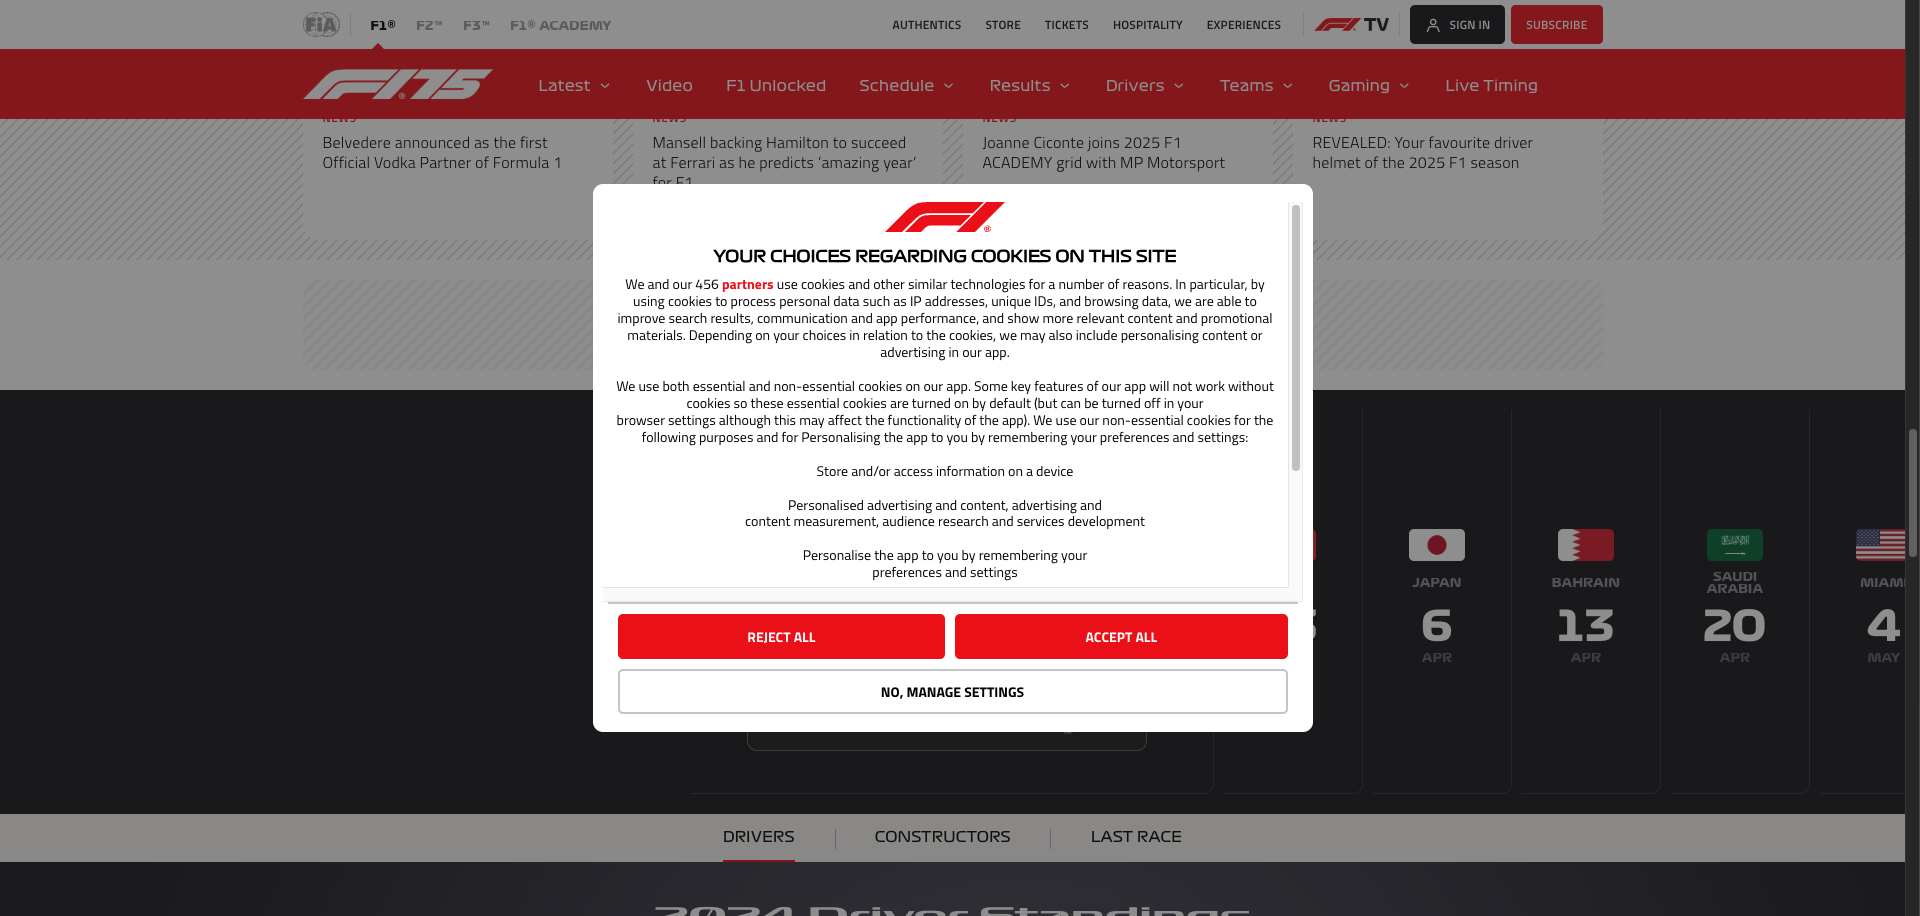 FiA
F1®
F2™
F3™
F1® ACADEMY
AUTHENTICS
STORE
TICKETS
HOSPITALITY
EXPERIENCES
F1 TV
SIGN IN
SUBSCRIBE
F1 75
Latest
Video
F1 Unlocked
Schedule
Results
Drivers
Teams
Gaming
Live Timing
NEWS
NEWS
NEWS
NEWS
Belvedere announced as the first
Official Vodka Partner of Formula 1
Mansell backing Hamilton to succeed
at Ferrari as he predicts ‘amazing year’
for F1
Joanne Ciconte joins 2025 F1
ACADEMY grid with MP Motorsport
REVEALED: Your favourite driver
helmet of the 2025 F1 season
F1®
YOUR CHOICES REGARDING COOKIES ON THIS SITE
We and our 456 partners use cookies and other similar technologies for a number of reasons. In particular, by
using cookies to process personal data such as IP addresses, unique IDs, and browsing data, we are able to
improve search results, communication and app performance, and show more relevant content and promotional
materials. Depending on your choices in relation to the cookies, we may also include personalising content or
advertising in our app.
We use both essential and non-essential cookies on our app. Some key features of our app will not work without
cookies so these essential cookies are turned on by default (but can be turned off in your
browser settings although this may affect the functionality of the app). We use our non-essential cookies for the
following purposes and for Personalising the app to you by remembering your preferences and settings:
Store and/or access information on a device
Personalised advertising and content, advertising and
content measurement, audience research and services development
Personalise the app to you by remembering your
preferences and settings
REJECT ALL
ACCEPT ALL
NO, MANAGE SETTINGS
JAPAN
6
APR
BAHRAIN
13
APR
SAUDI
ARABIA
20
APR
MIAMI
4
MAY
DRIVERS
CONSTRUCTORS
LAST RACE
2024 Driver Standings